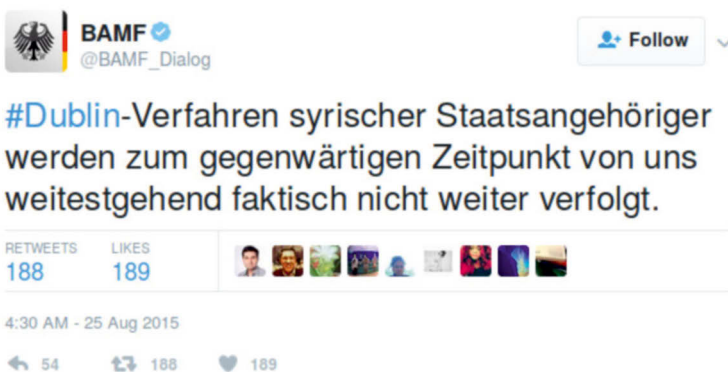 BAMF
@BAMF_Dialog
Follow
#Dublin-Verfahren syrischer Staatsangehöriger
werden zum gegenwärtigen Zeitpunkt von uns
weitestgehend faktisch nicht weiter verfolgt.
RETWEETS LIKES
188 189
4:30 AM - 25 Aug 2015
54 188 189